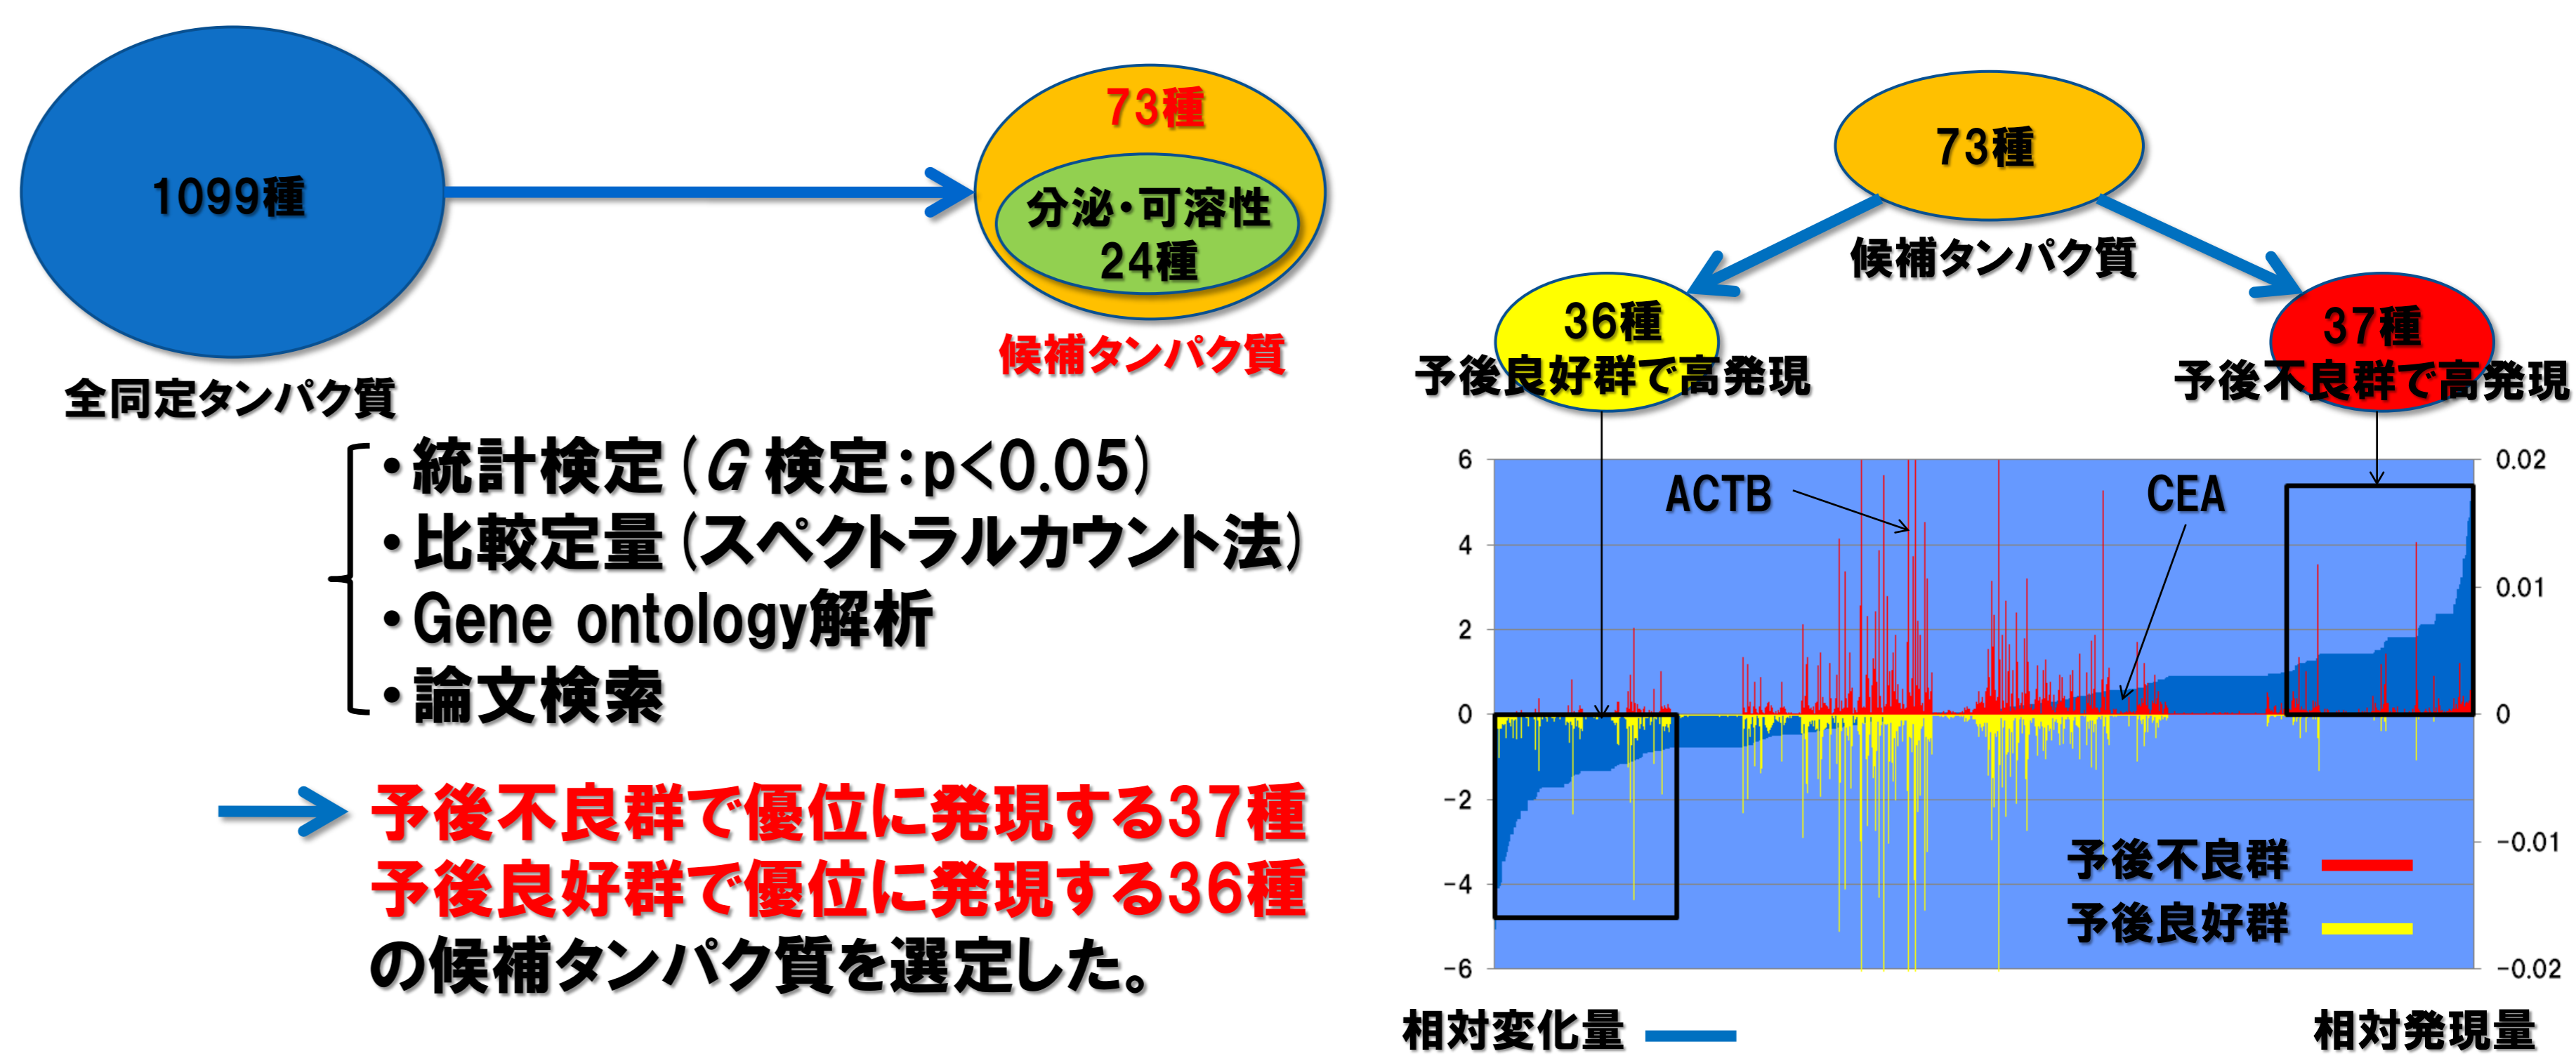 1099種
全同定タンパク質
73種
分泌・可溶性
24種
候補タンパク質
・統計検定(G 検定:p<0.05)
・比較定量(スペクトラルカウント法)
・Gene ontology解析
・論文検索
予後不良群で優位に発現する37種
予後良好群で優位に発現する36種
の候補タンパク質を選定した。
73種
候補タンパク質
36種
予後良好群で高発現
37種
予後不良群で高発現
6
4
2
0
-2
-4
-6
ACTB
CEA
0.02
0.01
0
-0.01
-0.02
予後不良群
予後良好群
相対変化量
相対発現量